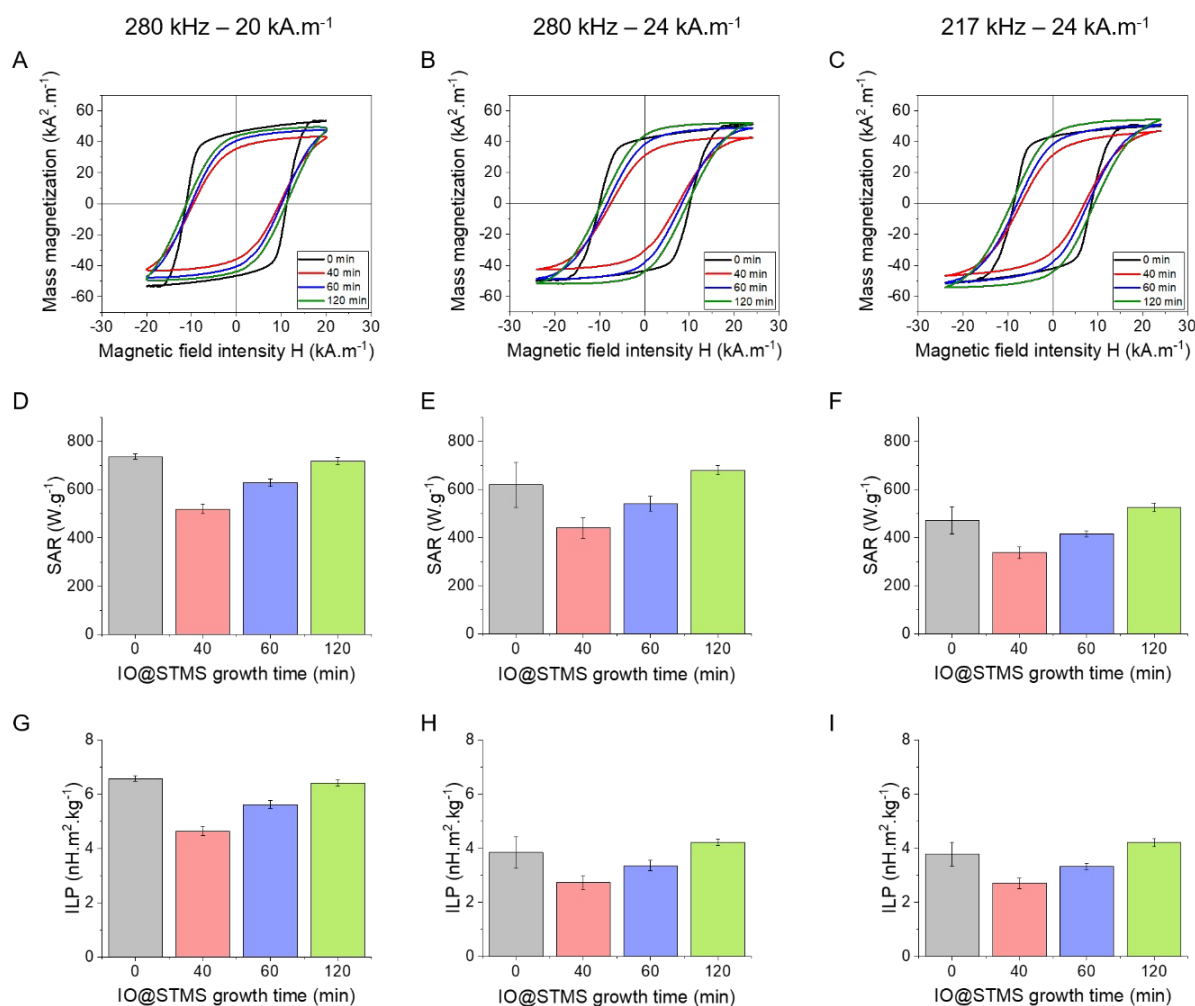 280 kHz – 20 kA.m⁻¹
280 kHz – 24 kA.m⁻¹
217 kHz – 24 kA.m⁻¹
A
Mass magnetization (kA².m⁻¹)
60
40
20
0
-20
-40
-60
0 min
40 min
60 min
120 min
-30 -20 -10 0 10 20 30
Magnetic field intensity H (kA.m⁻¹)
B
Mass magnetization (kA².m⁻¹)
60
40
20
0
-20
-40
-60
0 min
40 min
60 min
120 min
-30 -20 -10 0 10 20 30
Magnetic field intensity H (kA.m⁻¹)
C
Mass magnetization (kA².m⁻¹)
60
40
20
0
-20
-40
-60
0 min
40 min
60 min
120 min
-30 -20 -10 0 10 20 30
Magnetic field intensity H (kA.m⁻¹)
D
SAR (W.g⁻¹)
800
600
400
200
0
0 40 60 120
IO@STMS growth time (min)
E
SAR (W.g⁻¹)
800
600
400
200
0
0 40 60 120
IO@STMS growth time (min)
F
SAR (W.g⁻¹)
800
600
400
200
0
0 40 60 120
IO@STMS growth time (min)
G
ILP (nH.m².kg⁻¹)
8
6
4
2
0
0 40 60 120
IO@STMS growth time (min)
H
ILP (nH.m².kg⁻¹)
8
6
4
2
0
0 40 60 120
IO@STMS growth time (min)
I
ILP (nH.m².kg⁻¹)
8
6
4
2
0
0 40 60 120
IO@STMS growth time (min)